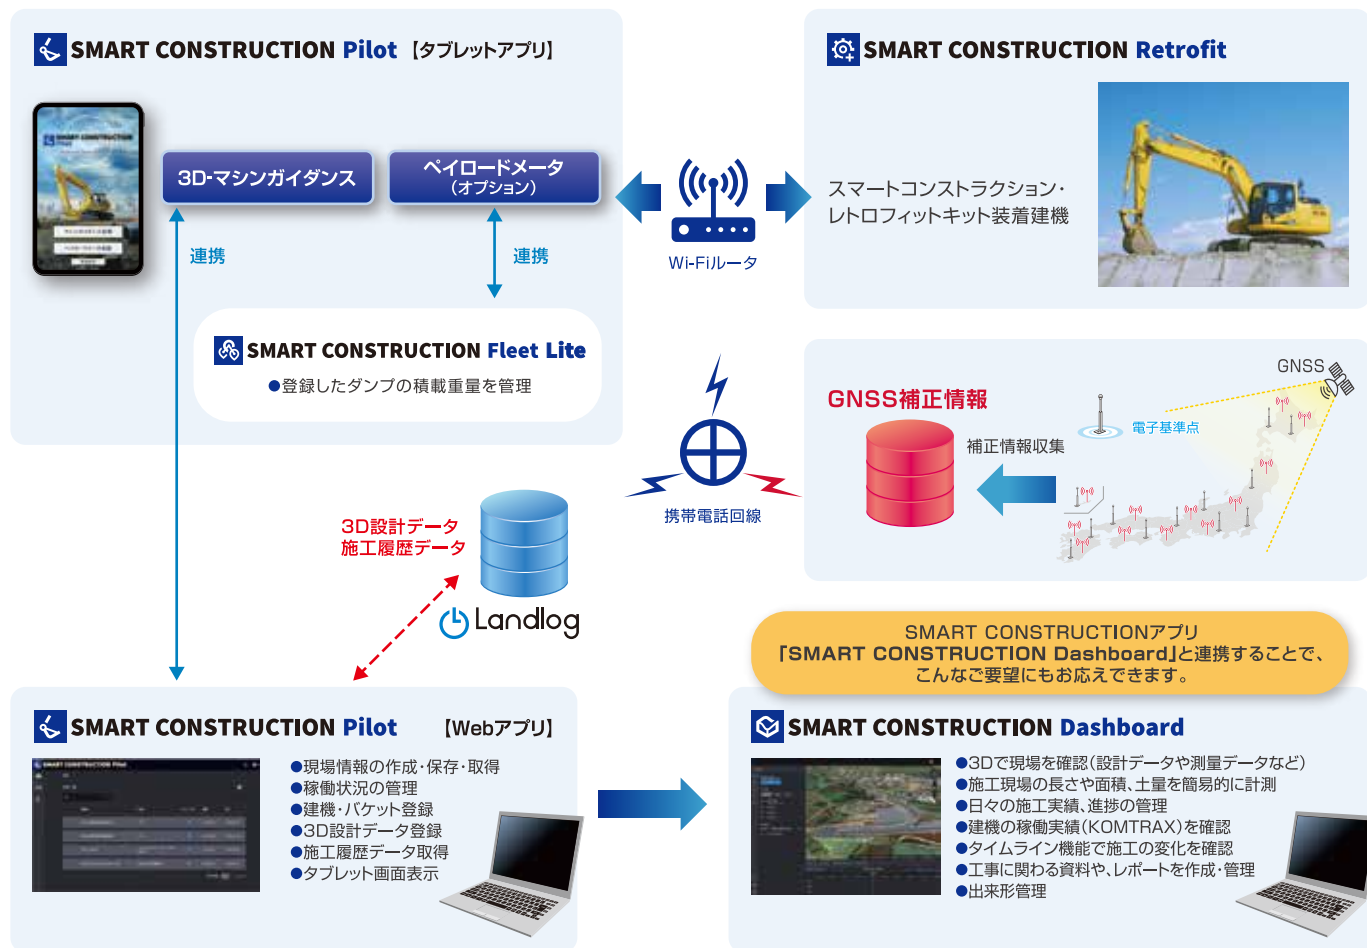 SMART CONSTRUCTION Pilot 【タブレットアプリ】
SMART CONSTRUCTION
Pilot
3D-マシンガイダンス
ペイロードメータ
（オプション）
連携
連携
SMART CONSTRUCTION Fleet Lite
●登録したダンプの積載重量を管理
Wi-Fiルータ
SMART CONSTRUCTION Retrofit
スマートコンストラクション・
レトロフィットキット装着建機
携帯電話回線
GNSS補正情報
補正情報収集
電子基準点
GNSS
3D設計データ
施工履歴データ
Landlog
SMART CONSTRUCTIONアプリ
「SMART CONSTRUCTION Dashboard」と連携することで、
こんなご要望にもお応えできます。
SMART CONSTRUCTION Pilot 【Webアプリ】
SMART CONSTRUCTION Pilot
●現場情報の作成・保存・取得
●稼働状況の管理
●建機・バケット登録
●3D設計データ登録
●施工履歴データ取得
●タブレット画面表示
SMART CONSTRUCTION Dashboard
●3Dで現場を確認（設計データや測量データなど）
●施工現場の長さや面積、土量を簡易的に計測
●日々の施工実績、進捗の管理
●建機の稼働実績（KOMTRAX）を確認
●タイムライン機能で施工の変化を確認
●工事に関わる資料や、レポートを作成・管理
●出来形管理